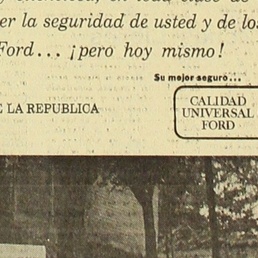 er la seguridad de usted y de lo
Ford... ¡pero hoy mismo!
Su mejor seguro...
E LA REPUBLICA
CALIDAD
UNIVERSAL
FORD